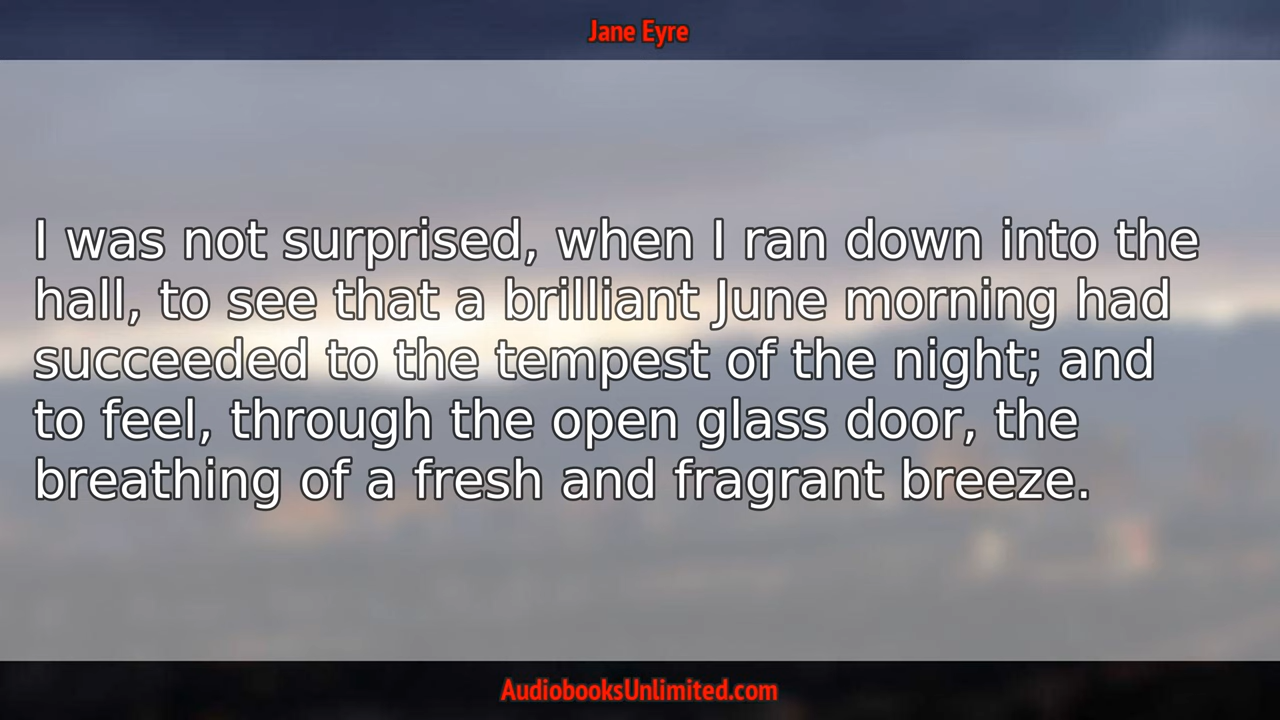 Jane Eyre
I was not surprised, when I ran down into the
hall, to see that a brilliant June morning had
succeeded to the tempest of the night; and
to feel, through the open glass door, the
breathing of a fresh and fragrant breeze.
AudiobooksUnlimited.com